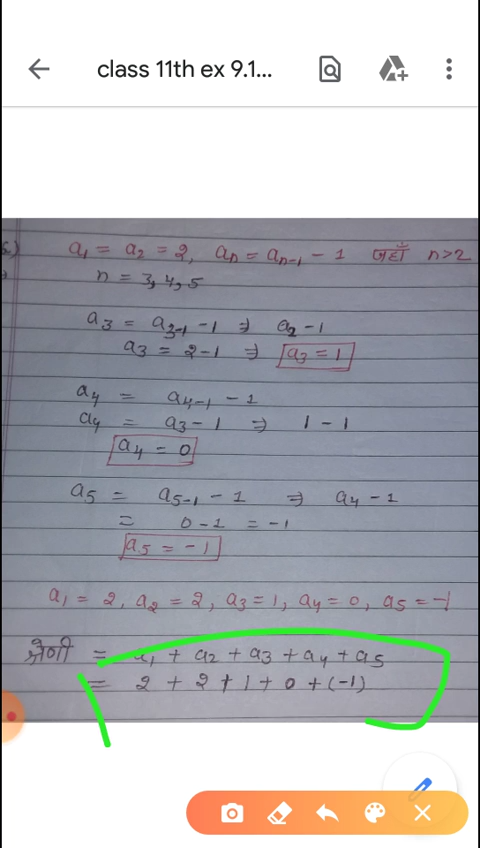 class 11th ex 9.1...
a₁ = a₂ = 2, aₙ = aₙ₋₁ - 1 जहाँ n>2
n = 3,4,5
a₃ = a₃₋₁ - 1 ⇒ a₂ - 1
a₃ = 2-1 ⇒ a₃ = 1
a₄ = a₄₋₁ - 1
a₄ = a₃ - 1 ⇒ 1 - 1
a₄ = 0
a₅ = a₅₋₁ - 1 ⇒ a₄ - 1
= 0-1 = -1
a₅ = -1
a₁ = 2, a₂ = 2, a₃ = 1, a₄ = 0, a₅ = -1
श्रेणी = a₁ + a₂ + a₃ + a₄ + a₅
= 2 + 2 + 1 + 0 + (-1)